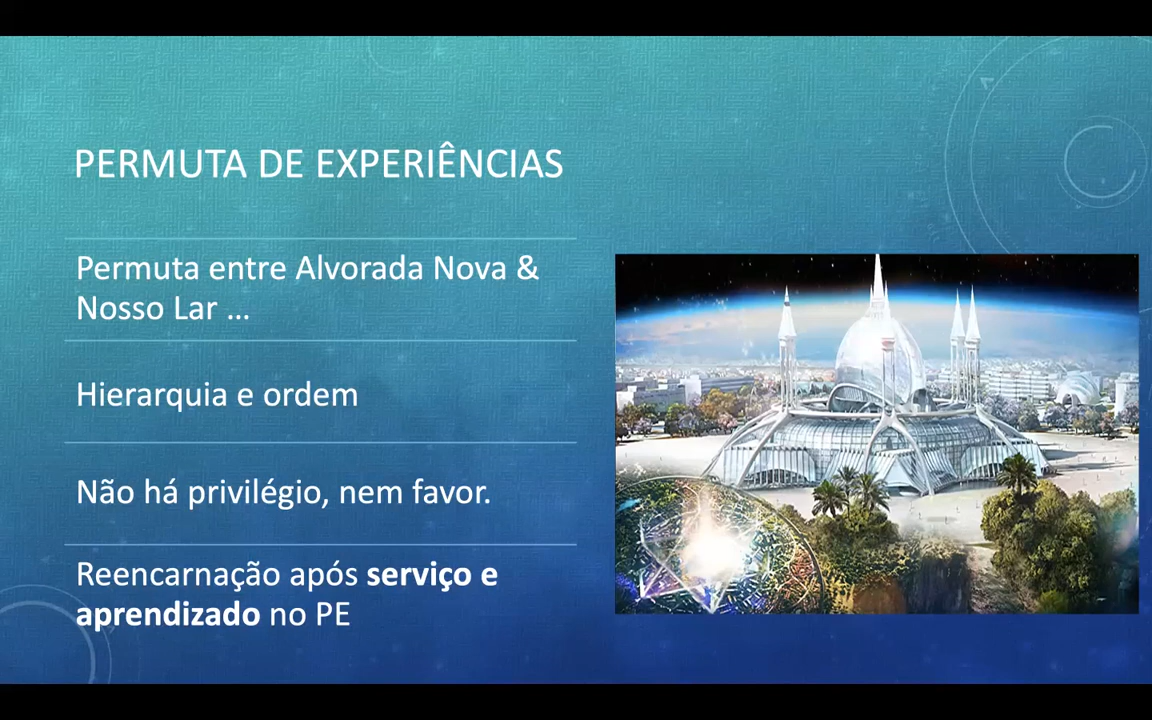 PERMUTA DE EXPERIÊNCIAS
Permuta entre Alvorada Nova &
Nosso Lar ...
Hierarquia e ordem
Não há privilégio, nem favor.
Reencarnação após serviço e
aprendizado no PE